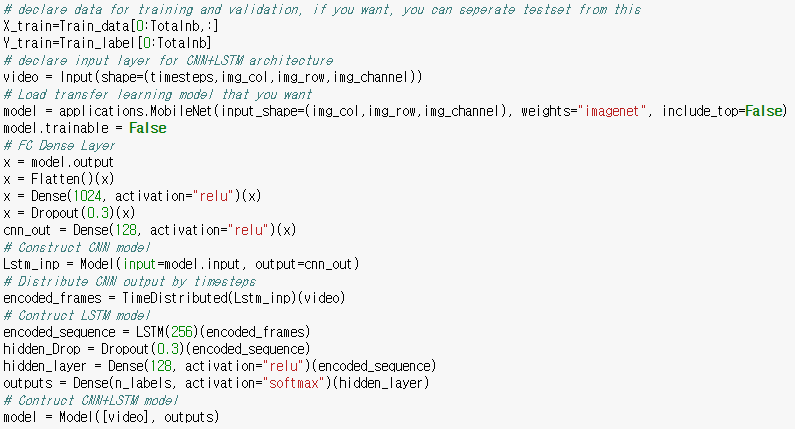 # declare data for training and validation, if you want, you can seperate testset from this
X_train=Train_data[0:Totalnb,:]
Y_train=Train_label[0:Totalnb]
# declare input layer for CNN+LSTM architecture
video = Input(shape=(timesteps,img_col,img_row,img_channel))
# Load transfer learning model that you want
model = applications.MobileNet(input_shape=(img_col,img_row,img_channel), weights="imagenet", include_top=False)
model.trainable = False
# FC Dense Layer
x = model.output
x = Flatten()(x)
x = Dense(1024, activation="relu")(x)
x = Dropout(0.3)(x)
cnn_out = Dense(128, activation="relu")(x)
# Construct CNN model
Lstm_inp = Model(input=model.input, output=cnn_out)
# Distribute CNN output by timesteps
encoded_frames = TimeDistributed(Lstm_inp)(video)
# Contruct LSTM model
encoded_sequence = LSTM(256)(encoded_frames)
hidden_Drop = Dropout(0.3)(encoded_sequence)
hidden_layer = Dense(128, activation="relu")(encoded_sequence)
outputs = Dense(n_labels, activation="softmax")(hidden_layer)
# Contruct CNN+LSTM model
model = Model([video], outputs)